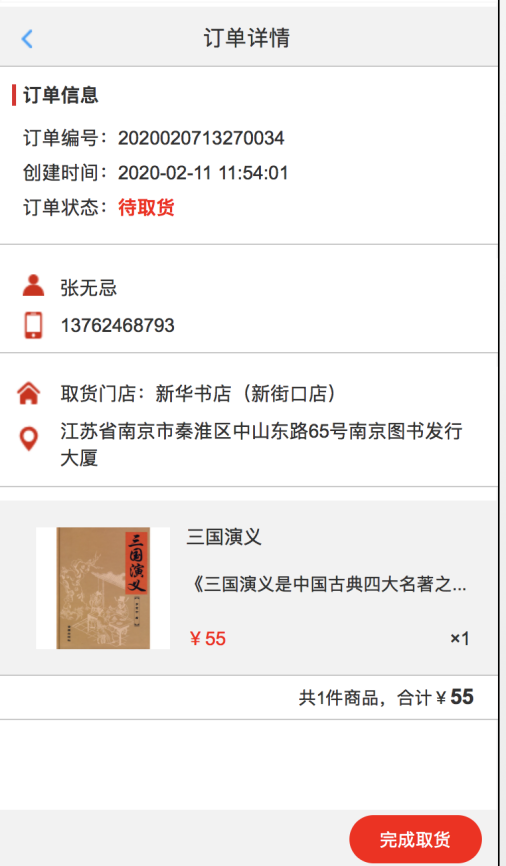 订单详情
订单信息
订单编号：2020020713270034
创建时间：2020-02-11 11:54:01
订单状态：待取货
张无忌
13762468793
取货门店：新华书店（新街口店）
江苏省南京市秦淮区中山东路65号南京图书发行
大厦
三国演义
三国演义
《三国演义是中国古典四大名著之...
￥55 ×1
共1件商品，合计￥55
完成取货